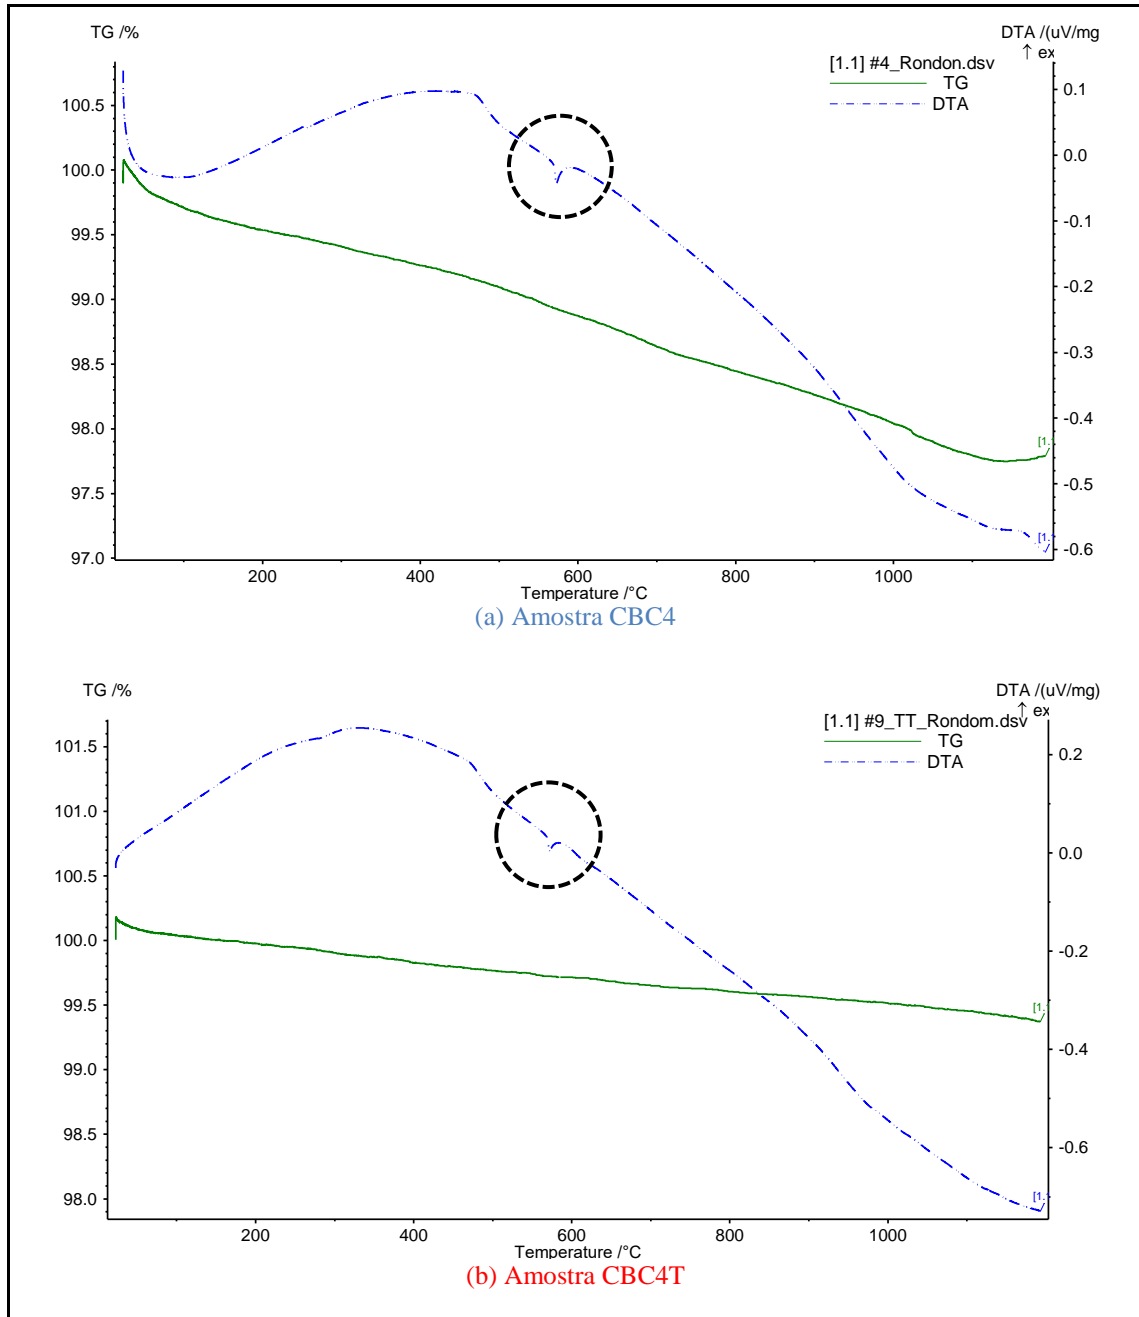 TG /%
DTA /(uV/mg
↑ ex
[1.1] #4_Rondon.dsv
TG
DTA
100.5
100.0
99.5
99.0
98.5
98.0
97.5
97.0
0.1
0.0
-0.1
-0.2
-0.3
-0.4
-0.5
-0.6
[1.
[1.
200 400 600 800 1000
Temperature /°C
(a) Amostra CBC4
TG /%
DTA /(uV/mg)
↑ ex
[1.1] #9_TT_Rondom.dsv
TG
DTA
101.5
101.0
100.5
100.0
99.5
99.0
98.5
98.0
0.2
0.0
-0.2
-0.4
-0.6
[1.
[1.
200 400 600 800 1000
Temperature /°C
(b) Amostra CBC4T